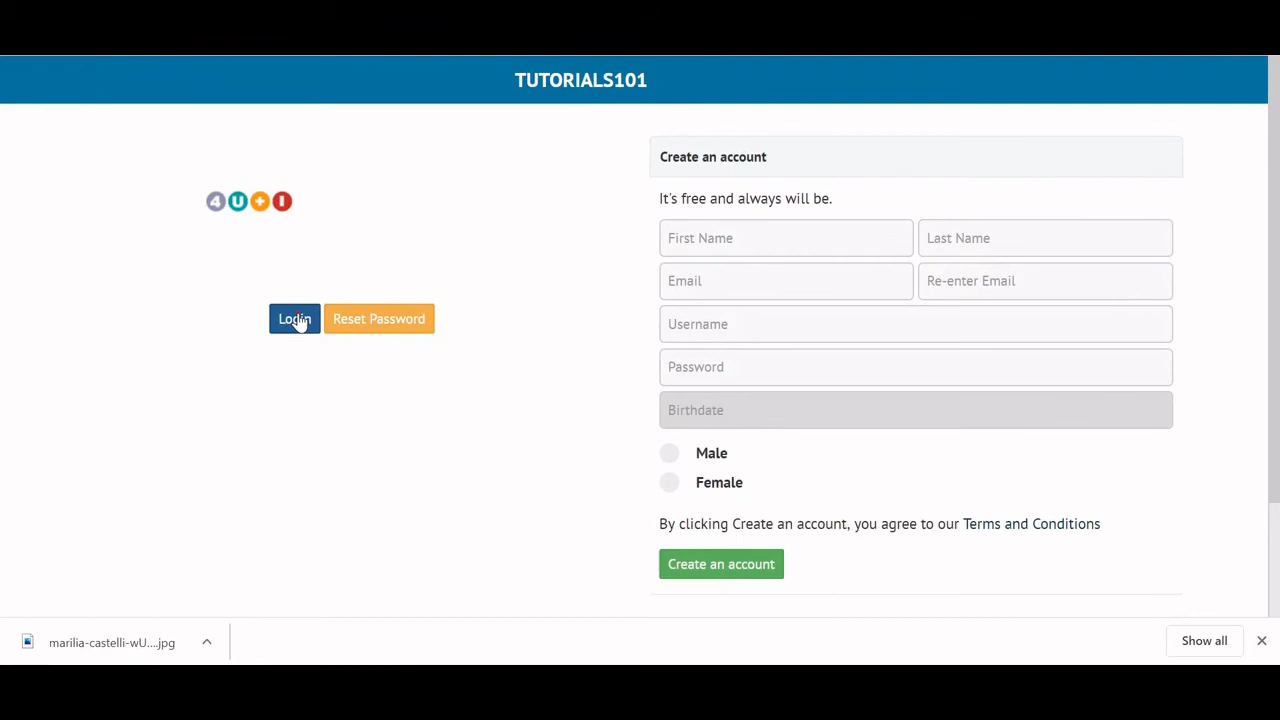 TUTORIALS101
4U+I
Login Reset Password
Create an account
It's free and always will be.
First Name Last Name
Email Re-enter Email
Username
Password
Birthdate
Male
Female
By clicking Create an account, you agree to our Terms and Conditions
Create an account
marilia-castelli-wU....jpg
Show all